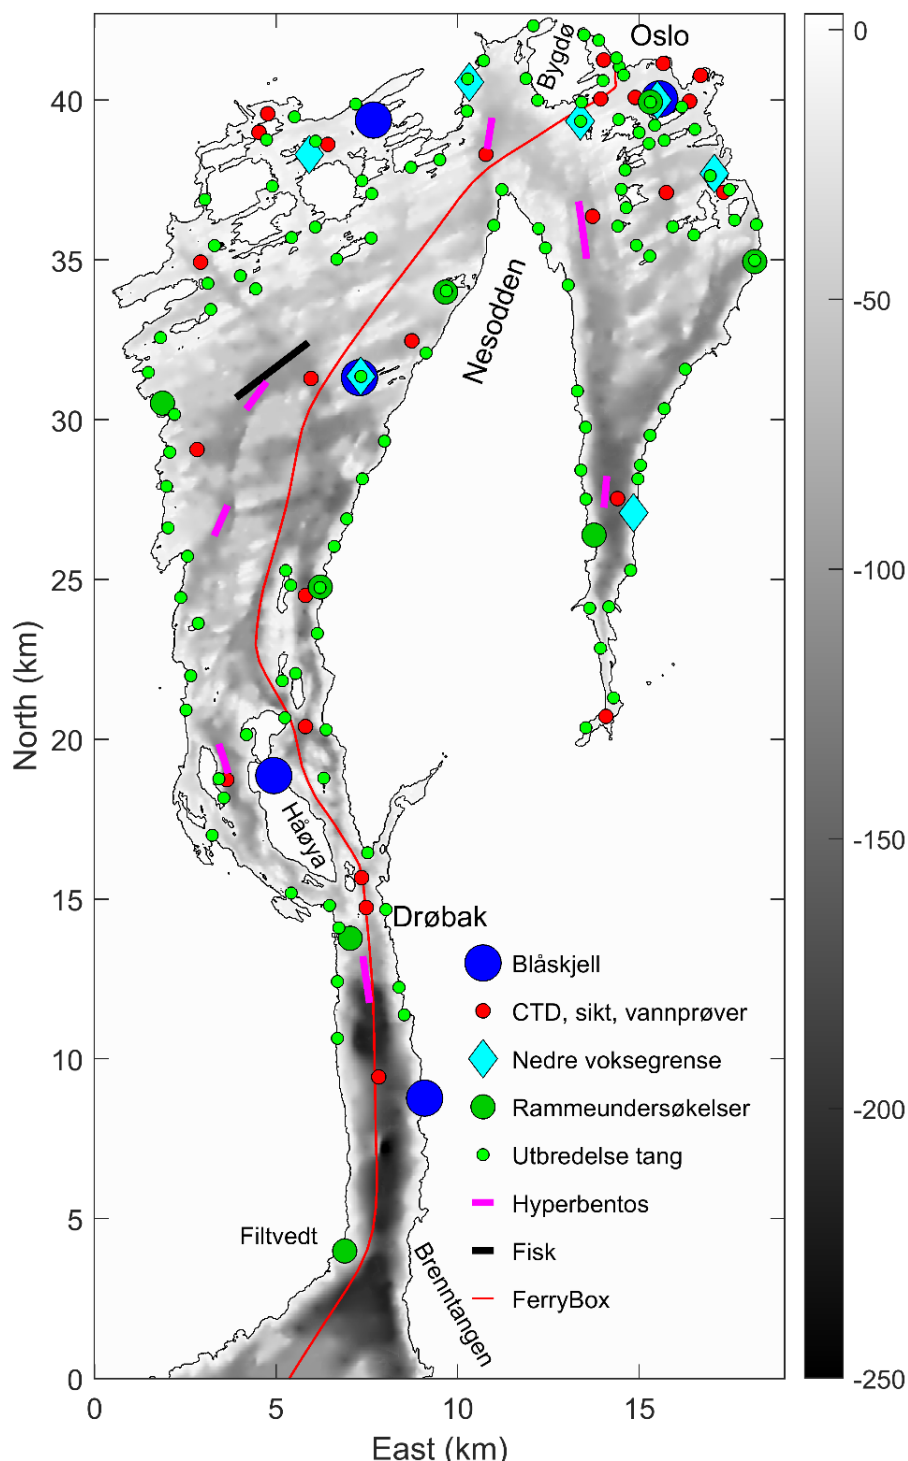 Oslo
Bygdø
Nesodden
Håøya
Drøbak
Filtvedt
Brenntangen
Blåskjell
CTD, sikt, vannprøver
Nedre voksegrense
Rammeundersøkelser
Utbredelse tang
Hyperbentos
Fisk
FerryBox
North (km)
40
35
30
25
20
15
10
5
0
0
5
10
15
East (km)
0
-50
-100
-150
-200
-250